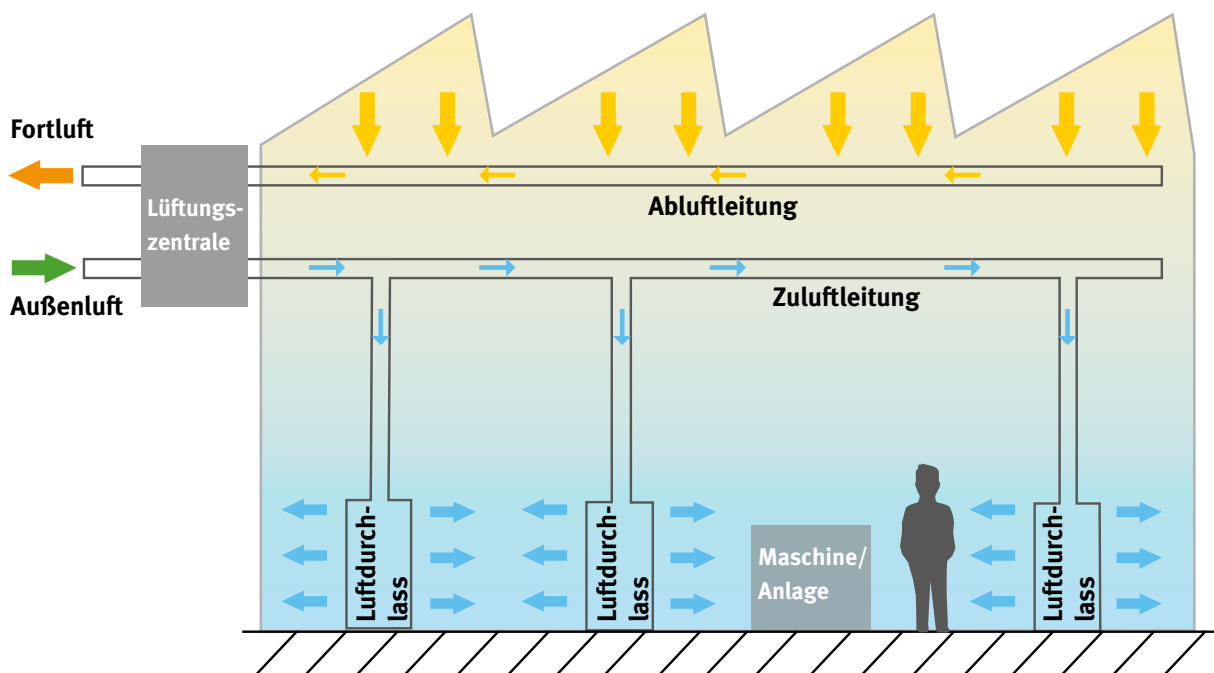 Fortluft
Lüftungs-
zentrale
Abluftleitung
Außenluft
Zuluftleitung
Luftdurch-
lass
Luftdurch-
lass
Maschine/
Anlage
Luftdurch-
lass